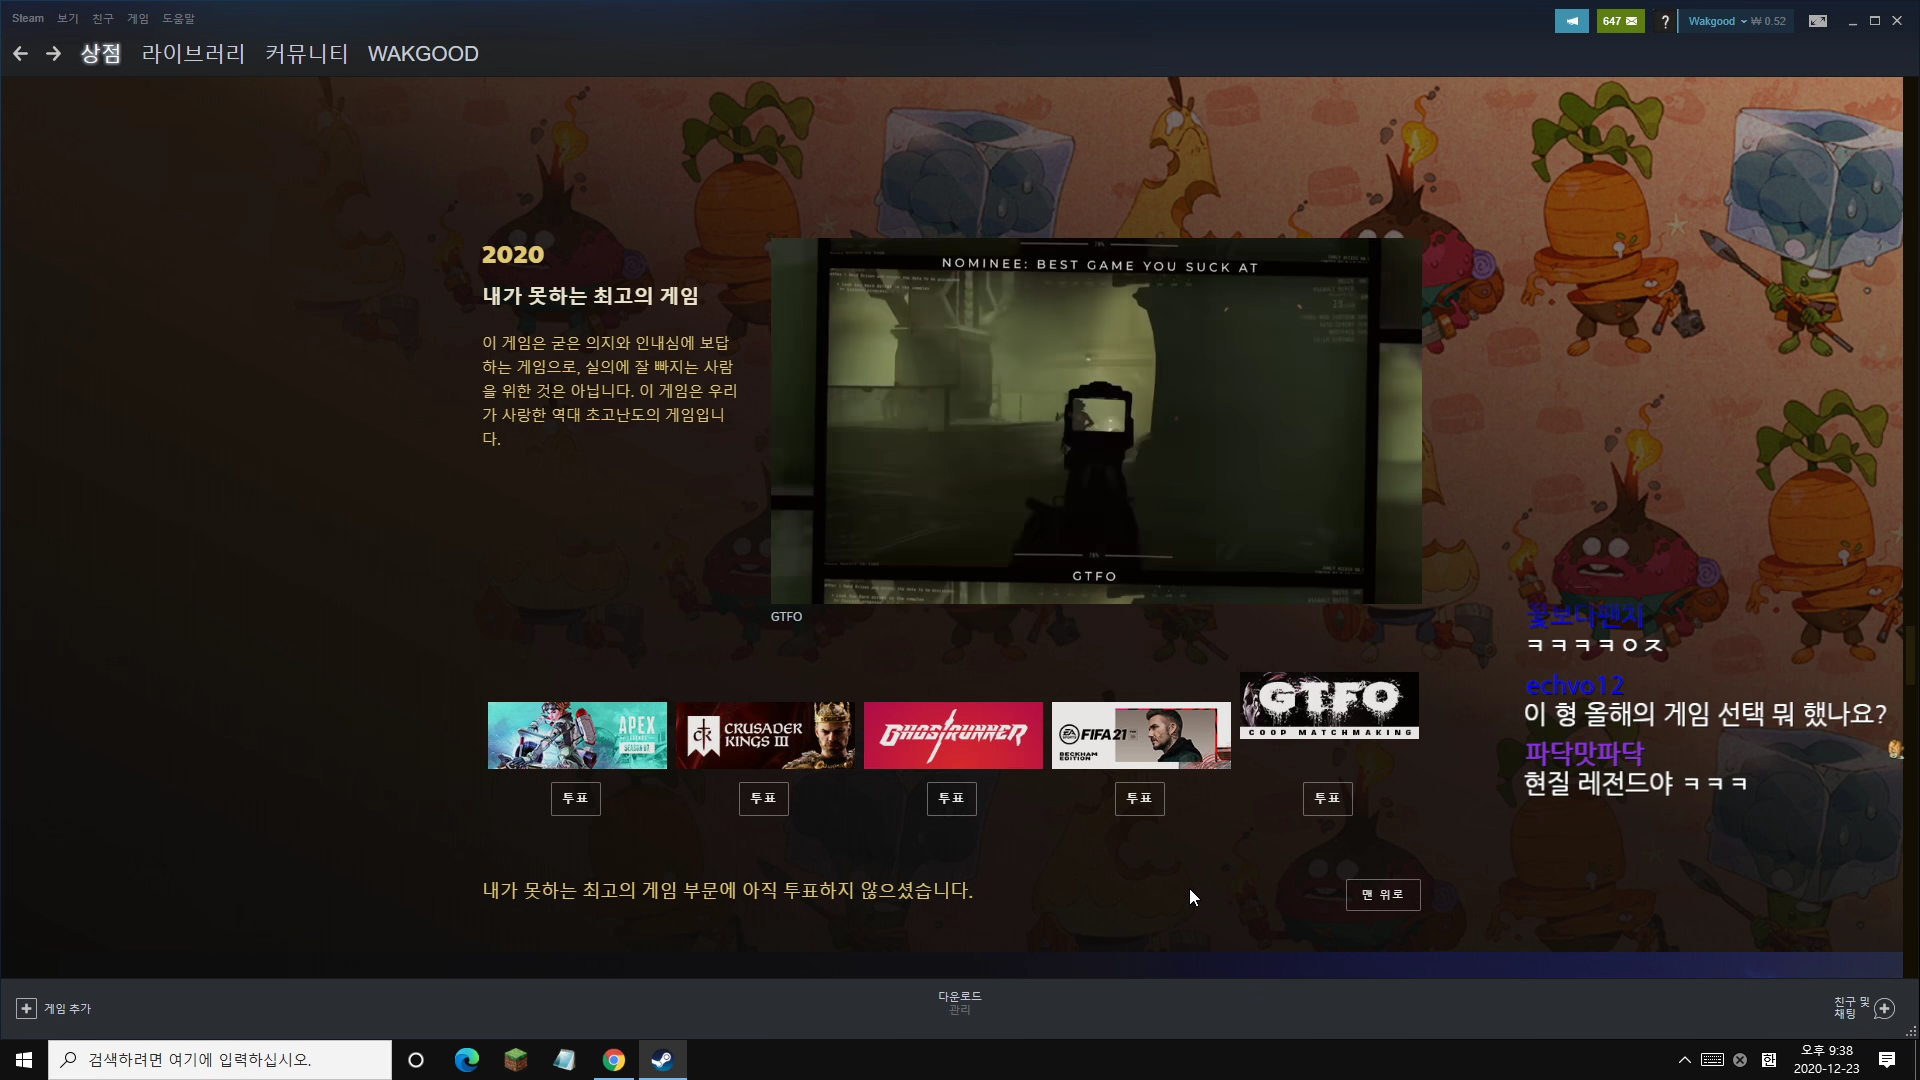 Steam 보기 친구 게임 도움말
647
?
Wakgood ₩ 0.52
상점 라이브러리 커뮤니티 WAKGOOD
2020
내가 못하는 최고의 게임
이 게임은 굳은 의지와 인내심에 보답
하는 게임으로, 실의에 잘 빠지는 사람
을 위한 것은 아닙니다. 이 게임은 우리
가 사랑한 역대 초고난도의 게임입니
다.
NOMINEE: BEST GAME YOU SUCK AT
GTFO
GTFO
꽃보다팬치
ㅋㅋㅋㅋㅇㅈ
echvo12
이 형 올해의 게임 선택 뭐 했나요?
파닥맛파닥
현질 레전드야 ㅋㅋㅋ
APEX
LEGENDS
SEASON 07
CRUSADER
KINGS III
GHOSTRUNNER
EA SPORTS FIFA 21
BECKHAM
EDITION
GTFO
COOP MATCHMAKING
투표 투표 투표 투표 투표
내가 못하는 최고의 게임 부문에 아직 투표하지 않으셨습니다.
맨 위로
게임 추가
다운로드
관리
친구 및
채팅
검색하려면 여기에 입력하십시오.
한
오후 9:38
2020-12-23